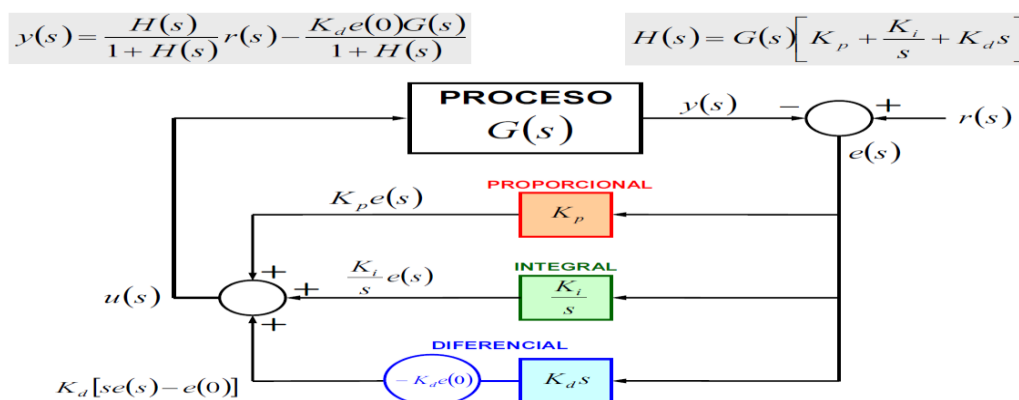 y(s) = H(s) / (1 + H(s)) r(s) − K_d e(0)G(s) / (1 + H(s))
H(s) = G(s)[K_p + K_i / s + K_d s]
PROCESO
G(s)
y(s)
−
+
r(s)
e(s)
PROPORCIONAL
K_p e(s)
K_p
+
INTEGRAL
K_i / s e(s)
K_i / s
+
u(s)
+
DIFERENCIAL
K_d [se(s) − e(0)]
− K_d e(0)
K_d s